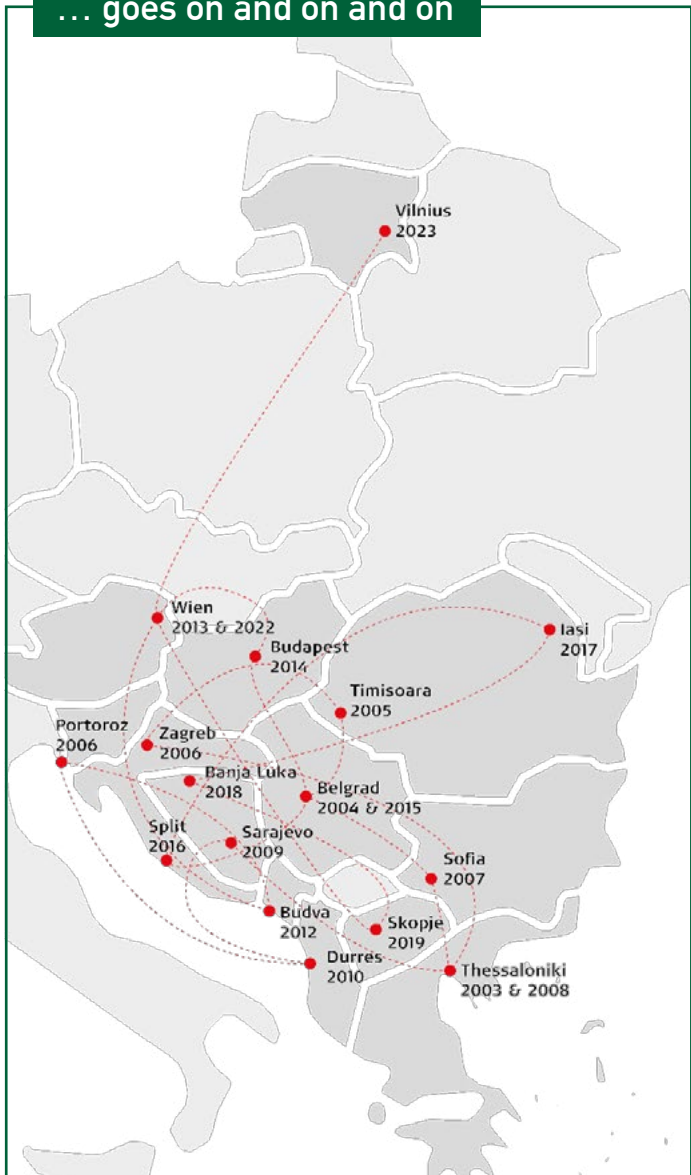 … goes on and on and on
Vilnius
2023
Wien
2013 & 2022
Budapest
2014
Iasi
2017
Timisoara
2005
Portoroz
2006
Zagreb
2006
Banja Luka
2018
Belgrad
2004 & 2015
Split
2016
Sarajevo
2009
Sofia
2007
Budva
2012
Skopje
2019
Durrës
2010
Thessaloniki
2003 & 2008